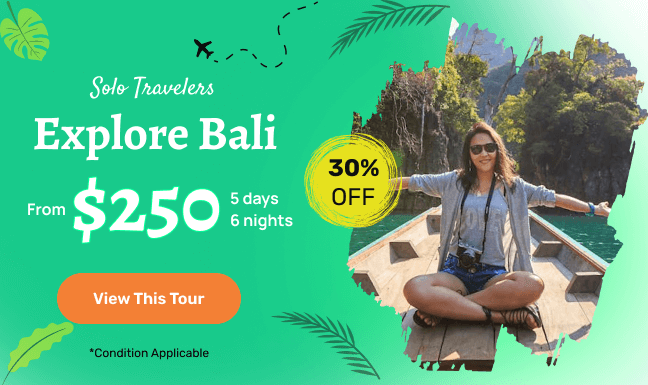 Solo Travelers
Explore Bali
From $250 5 days
6 nights
30%
OFF
View This Tour
*Condition Applicable